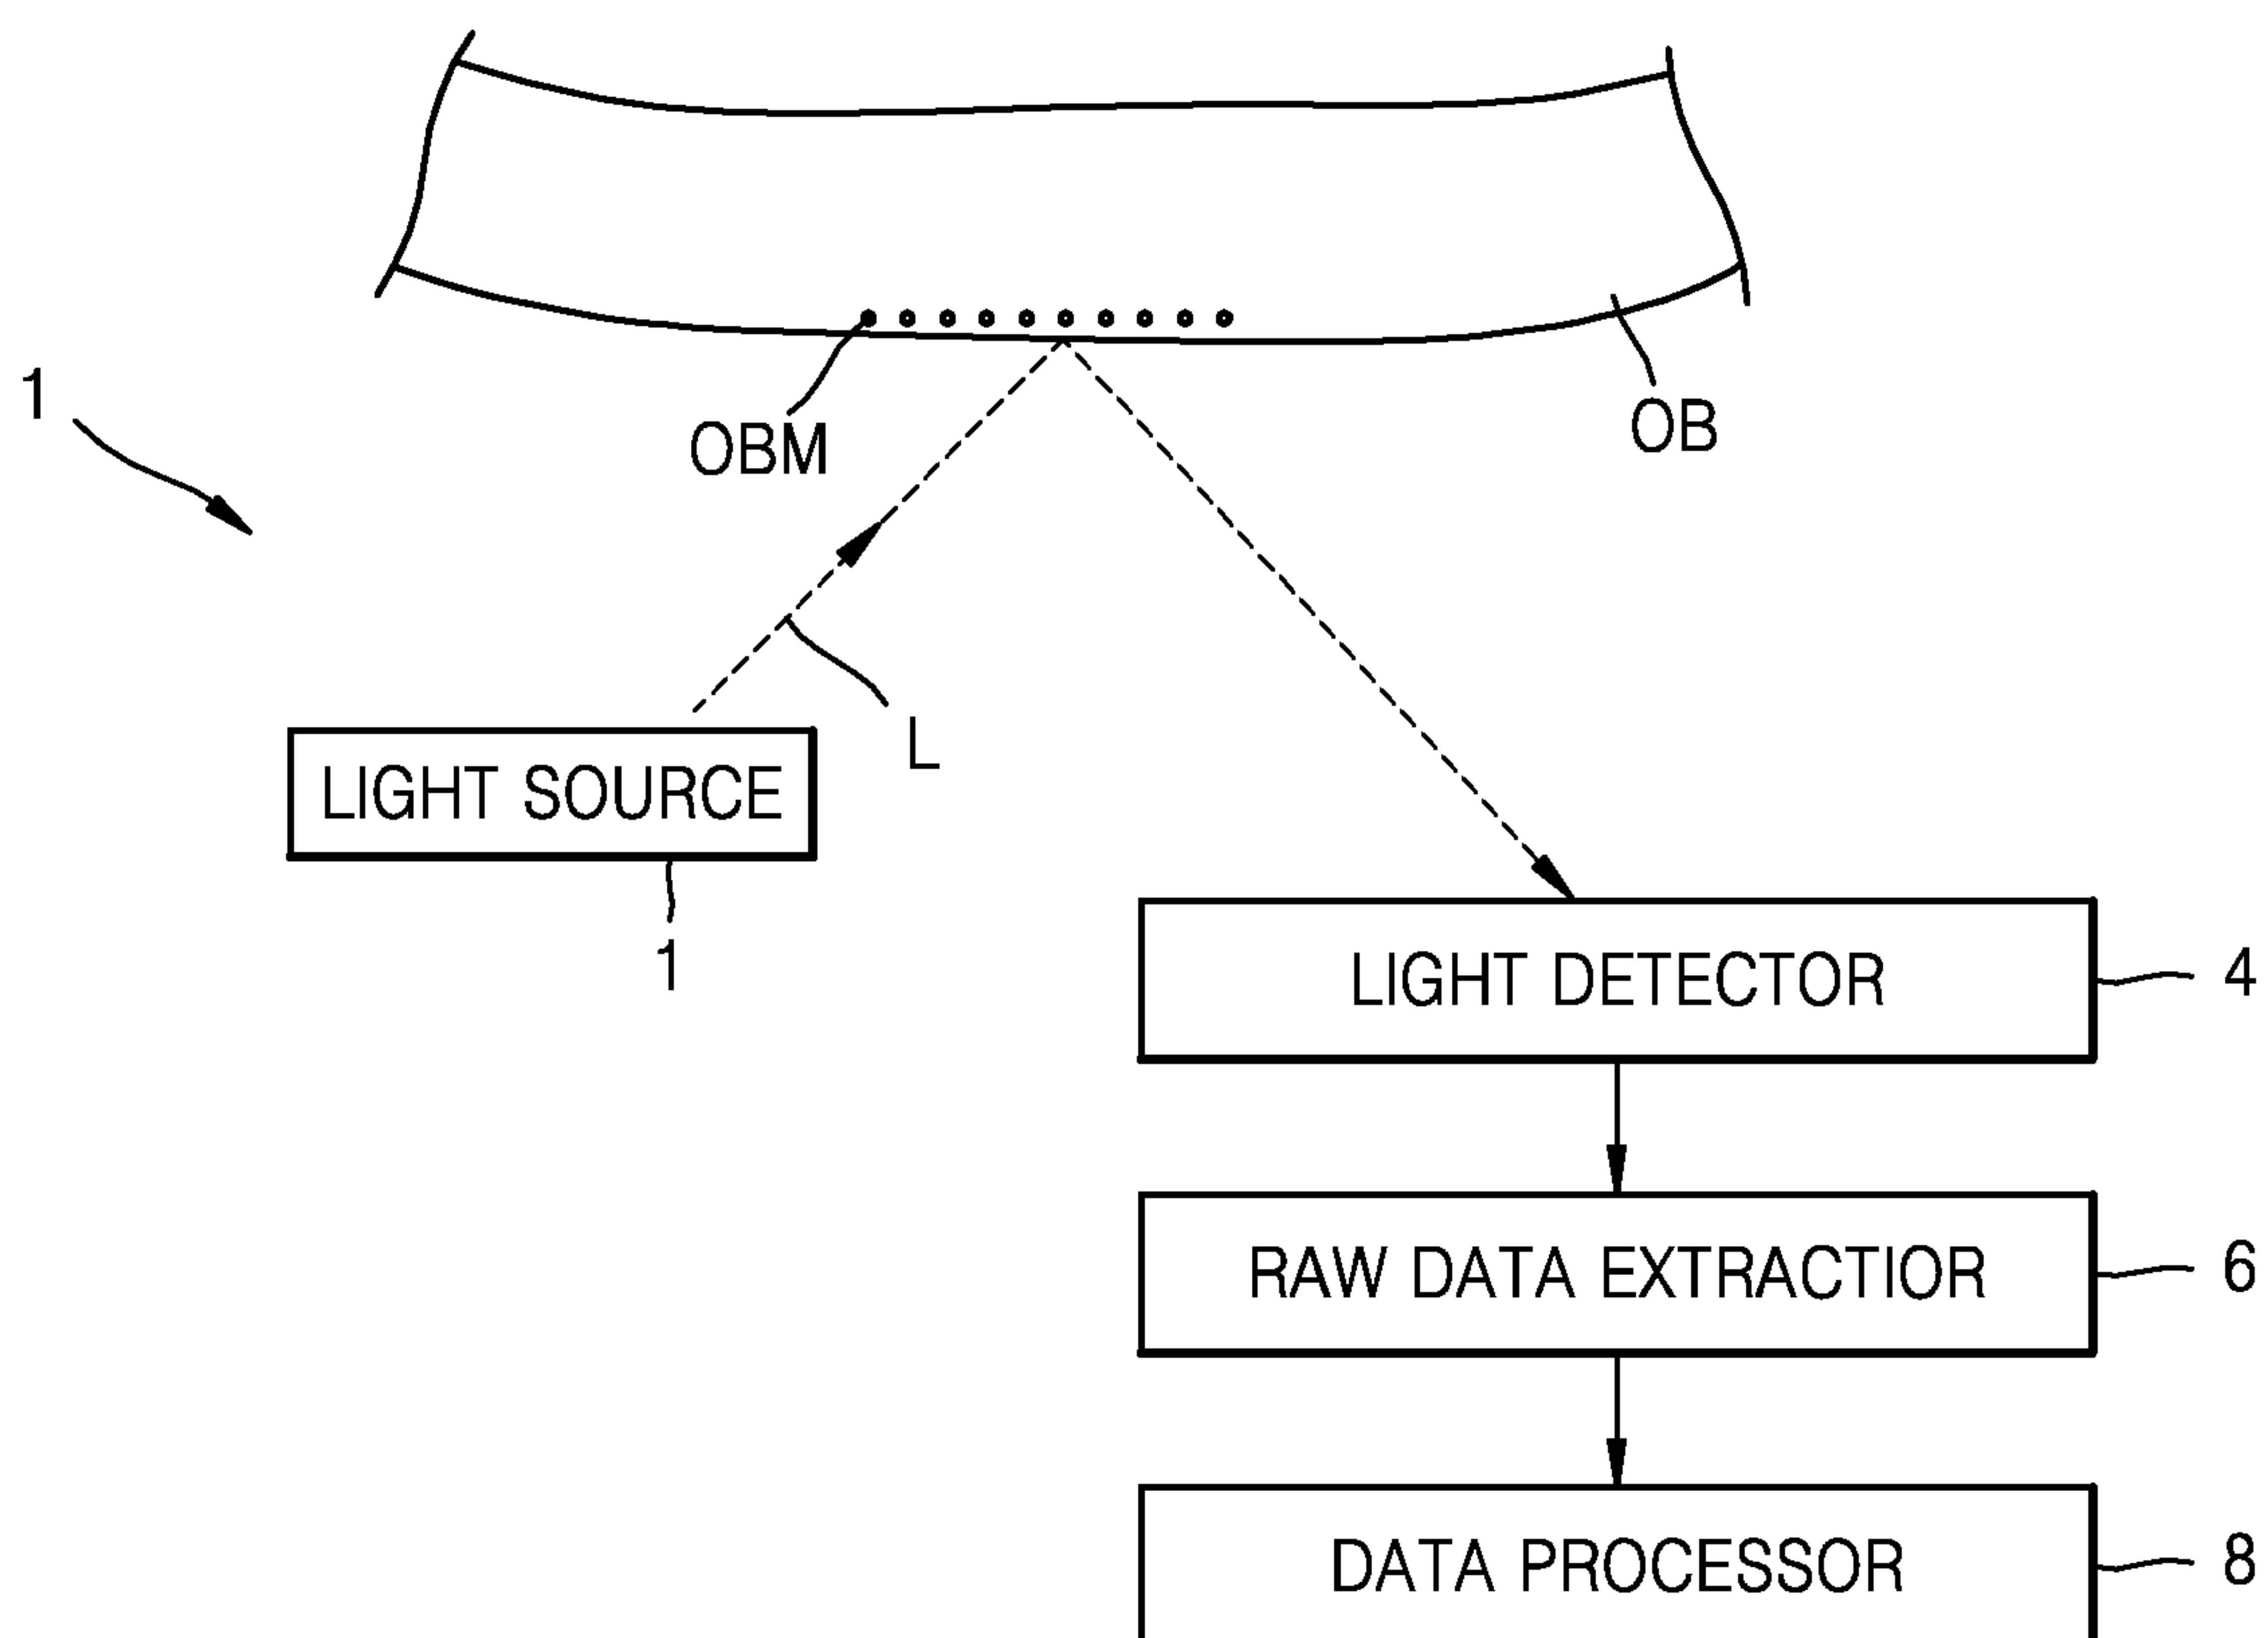 1
OBM
OB
L
LIGHT SOURCE
1
LIGHT DETECTOR
4
RAW DATA EXTRACTIOR
6
DATA PROCESSOR
8